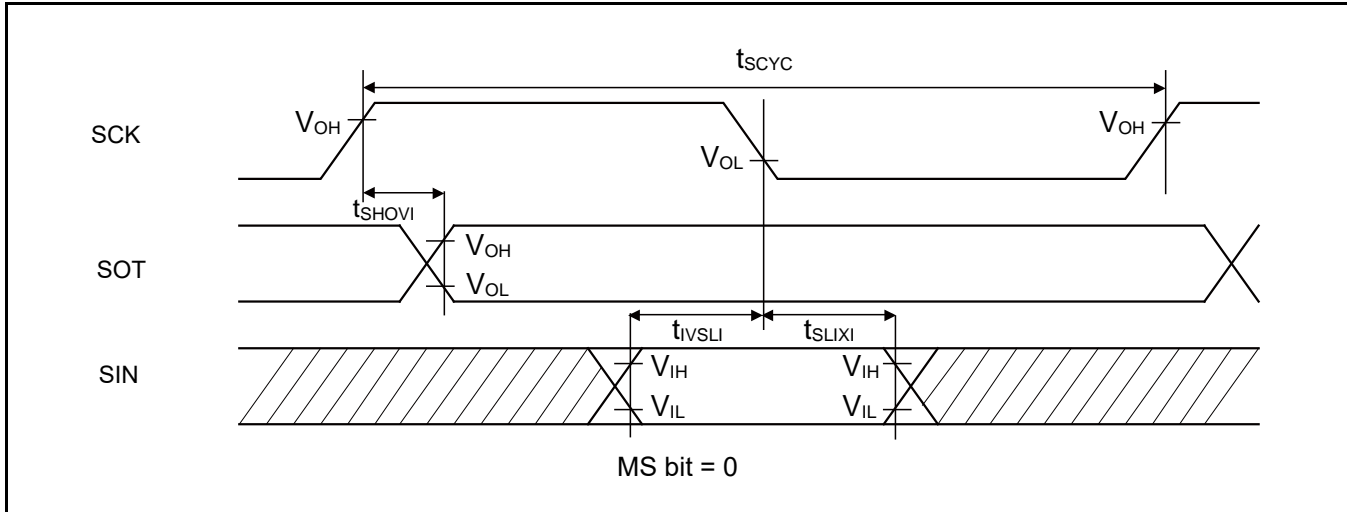 tSCYC
SCK
VOH
VOL
VOH
tSHOVI
SOT
VOH
VOL
tIVSLI
tSLIXI
SIN
VIH
VIL
VIH
VIL
MS bit = 0